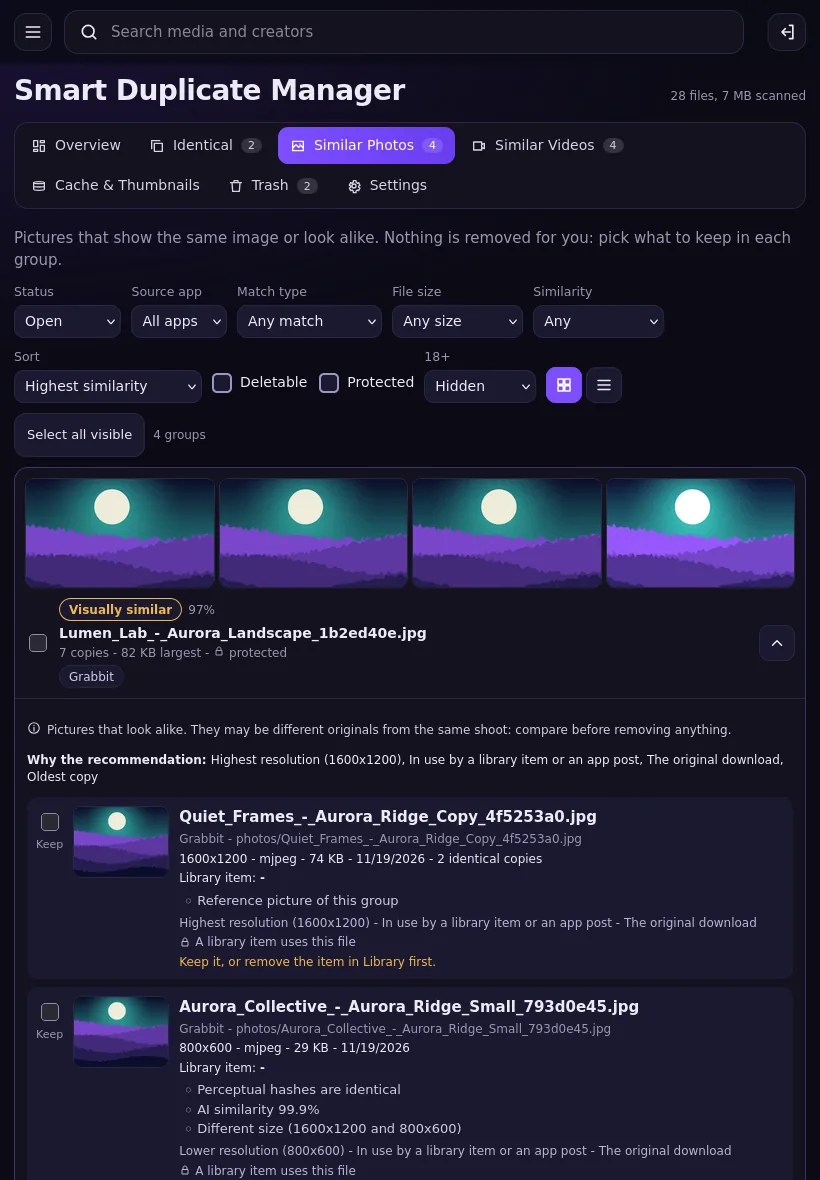 Search media and creators
Smart Duplicate Manager
28 files, 7 MB scanned
Overview
Identical 2
Similar Photos 4
Similar Videos 4
Cache & Thumbnails
Trash 2
Settings
Pictures that show the same image or look alike. Nothing is removed for you: pick what to keep in each
group.
Status
Source app
Match type
File size
Similarity
Open
All apps
Any match
Any size
Any
Sort
18+
Highest similarity
Deletable
Protected
Hidden
Select all visible
4 groups
Visually similar 97%
Lumen_Lab_-_Aurora_Landscape_1b2ed40e.jpg
7 copies - 82 KB largest - protected
Grabbit
Pictures that look alike. They may be different originals from the same shoot: compare before removing anything.
Why the recommendation: Highest resolution (1600x1200), In use by a library item or an app post, The original download,
Oldest copy
Keep
Quiet_Frames_-_Aurora_Ridge_Copy_4f5253a0.jpg
Grabbit - photos/Quiet_Frames_-_Aurora_Ridge_Copy_4f5253a0.jpg
1600x1200 - mjpeg - 74 KB - 11/19/2026 - 2 identical copies
Library item: -
Reference picture of this group
Highest resolution (1600x1200) - In use by a library item or an app post - The original download
A library item uses this file
Keep it, or remove the item in Library first.
Keep
Aurora_Collective_-_Aurora_Ridge_Small_793d0e45.jpg
Grabbit - photos/Aurora_Collective_-_Aurora_Ridge_Small_793d0e45.jpg
800x600 - mjpeg - 29 KB - 11/19/2026
Library item: -
Perceptual hashes are identical
AI similarity 99.9%
Different size (1600x1200 and 800x600)
Lower resolution (800x600) - In use by a library item or an app post - The original download
A library item uses this file